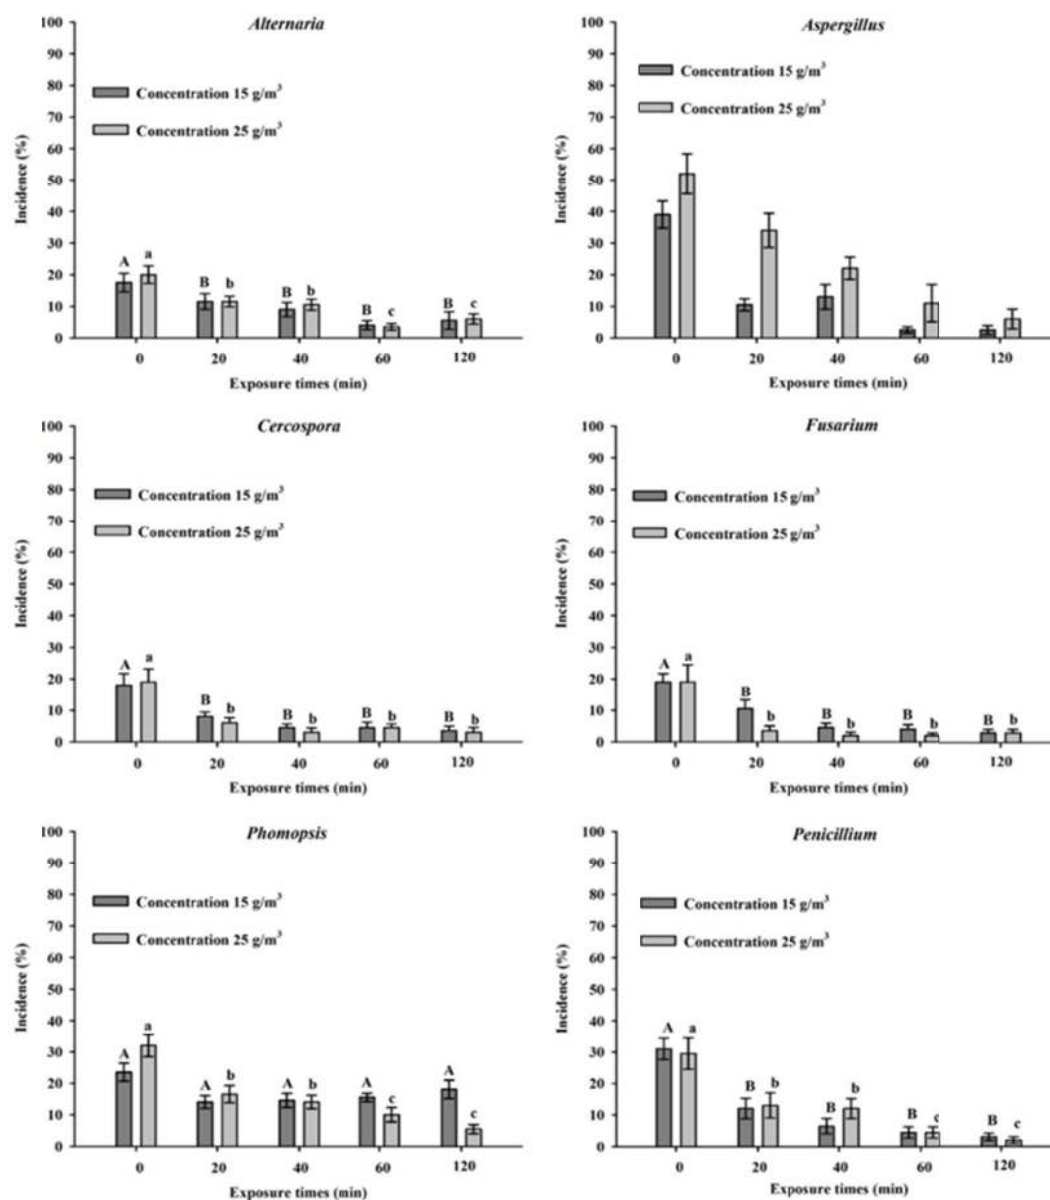 Alternaria
100
90
80
70
60
50
40
30
20
10
0
Incidence (%)
Concentration 15 g/m³
Concentration 25 g/m³
A a
B b
B b
B c
B c
0 20 40 60 120
Exposure times (min)
Aspergillus
100
90
80
70
60
50
40
30
20
10
0
Incidence (%)
Concentration 15 g/m³
Concentration 25 g/m³
0 20 40 60 120
Exposure times (min)
Cercospora
100
90
80
70
60
50
40
30
20
10
0
Incidence (%)
Concentration 15 g/m³
Concentration 25 g/m³
A a
B b
B b
B b
B b
0 20 40 60 120
Exposure times (min)
Fusarium
100
90
80
70
60
50
40
30
20
10
0
Incidence (%)
Concentration 15 g/m³
Concentration 25 g/m³
A a
B b
B b
B b
B b
0 20 40 60 120
Exposure times (min)
Phomopsis
100
90
80
70
60
50
40
30
20
10
0
Incidence (%)
Concentration 15 g/m³
Concentration 25 g/m³
A a
A b
A b
A c
A c
0 20 40 60 120
Exposure times (min)
Penicillium
100
90
80
70
60
50
40
30
20
10
0
Incidence (%)
Concentration 15 g/m³
Concentration 25 g/m³
A a
B b
B b
B c
B c
0 20 40 60 120
Exposure times (min)